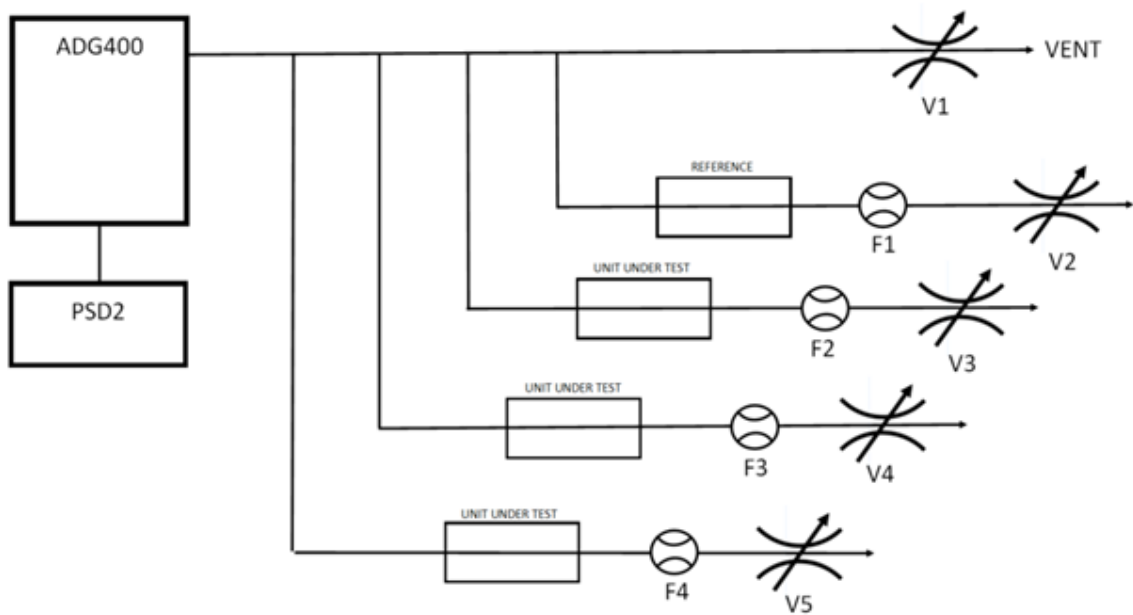 ADG400
VENT
V1
REFERENCE
F1
V2
UNIT UNDER TEST
PSD2
F2
V3
UNIT UNDER TEST
F3
V4
UNIT UNDER TEST
F4
V5